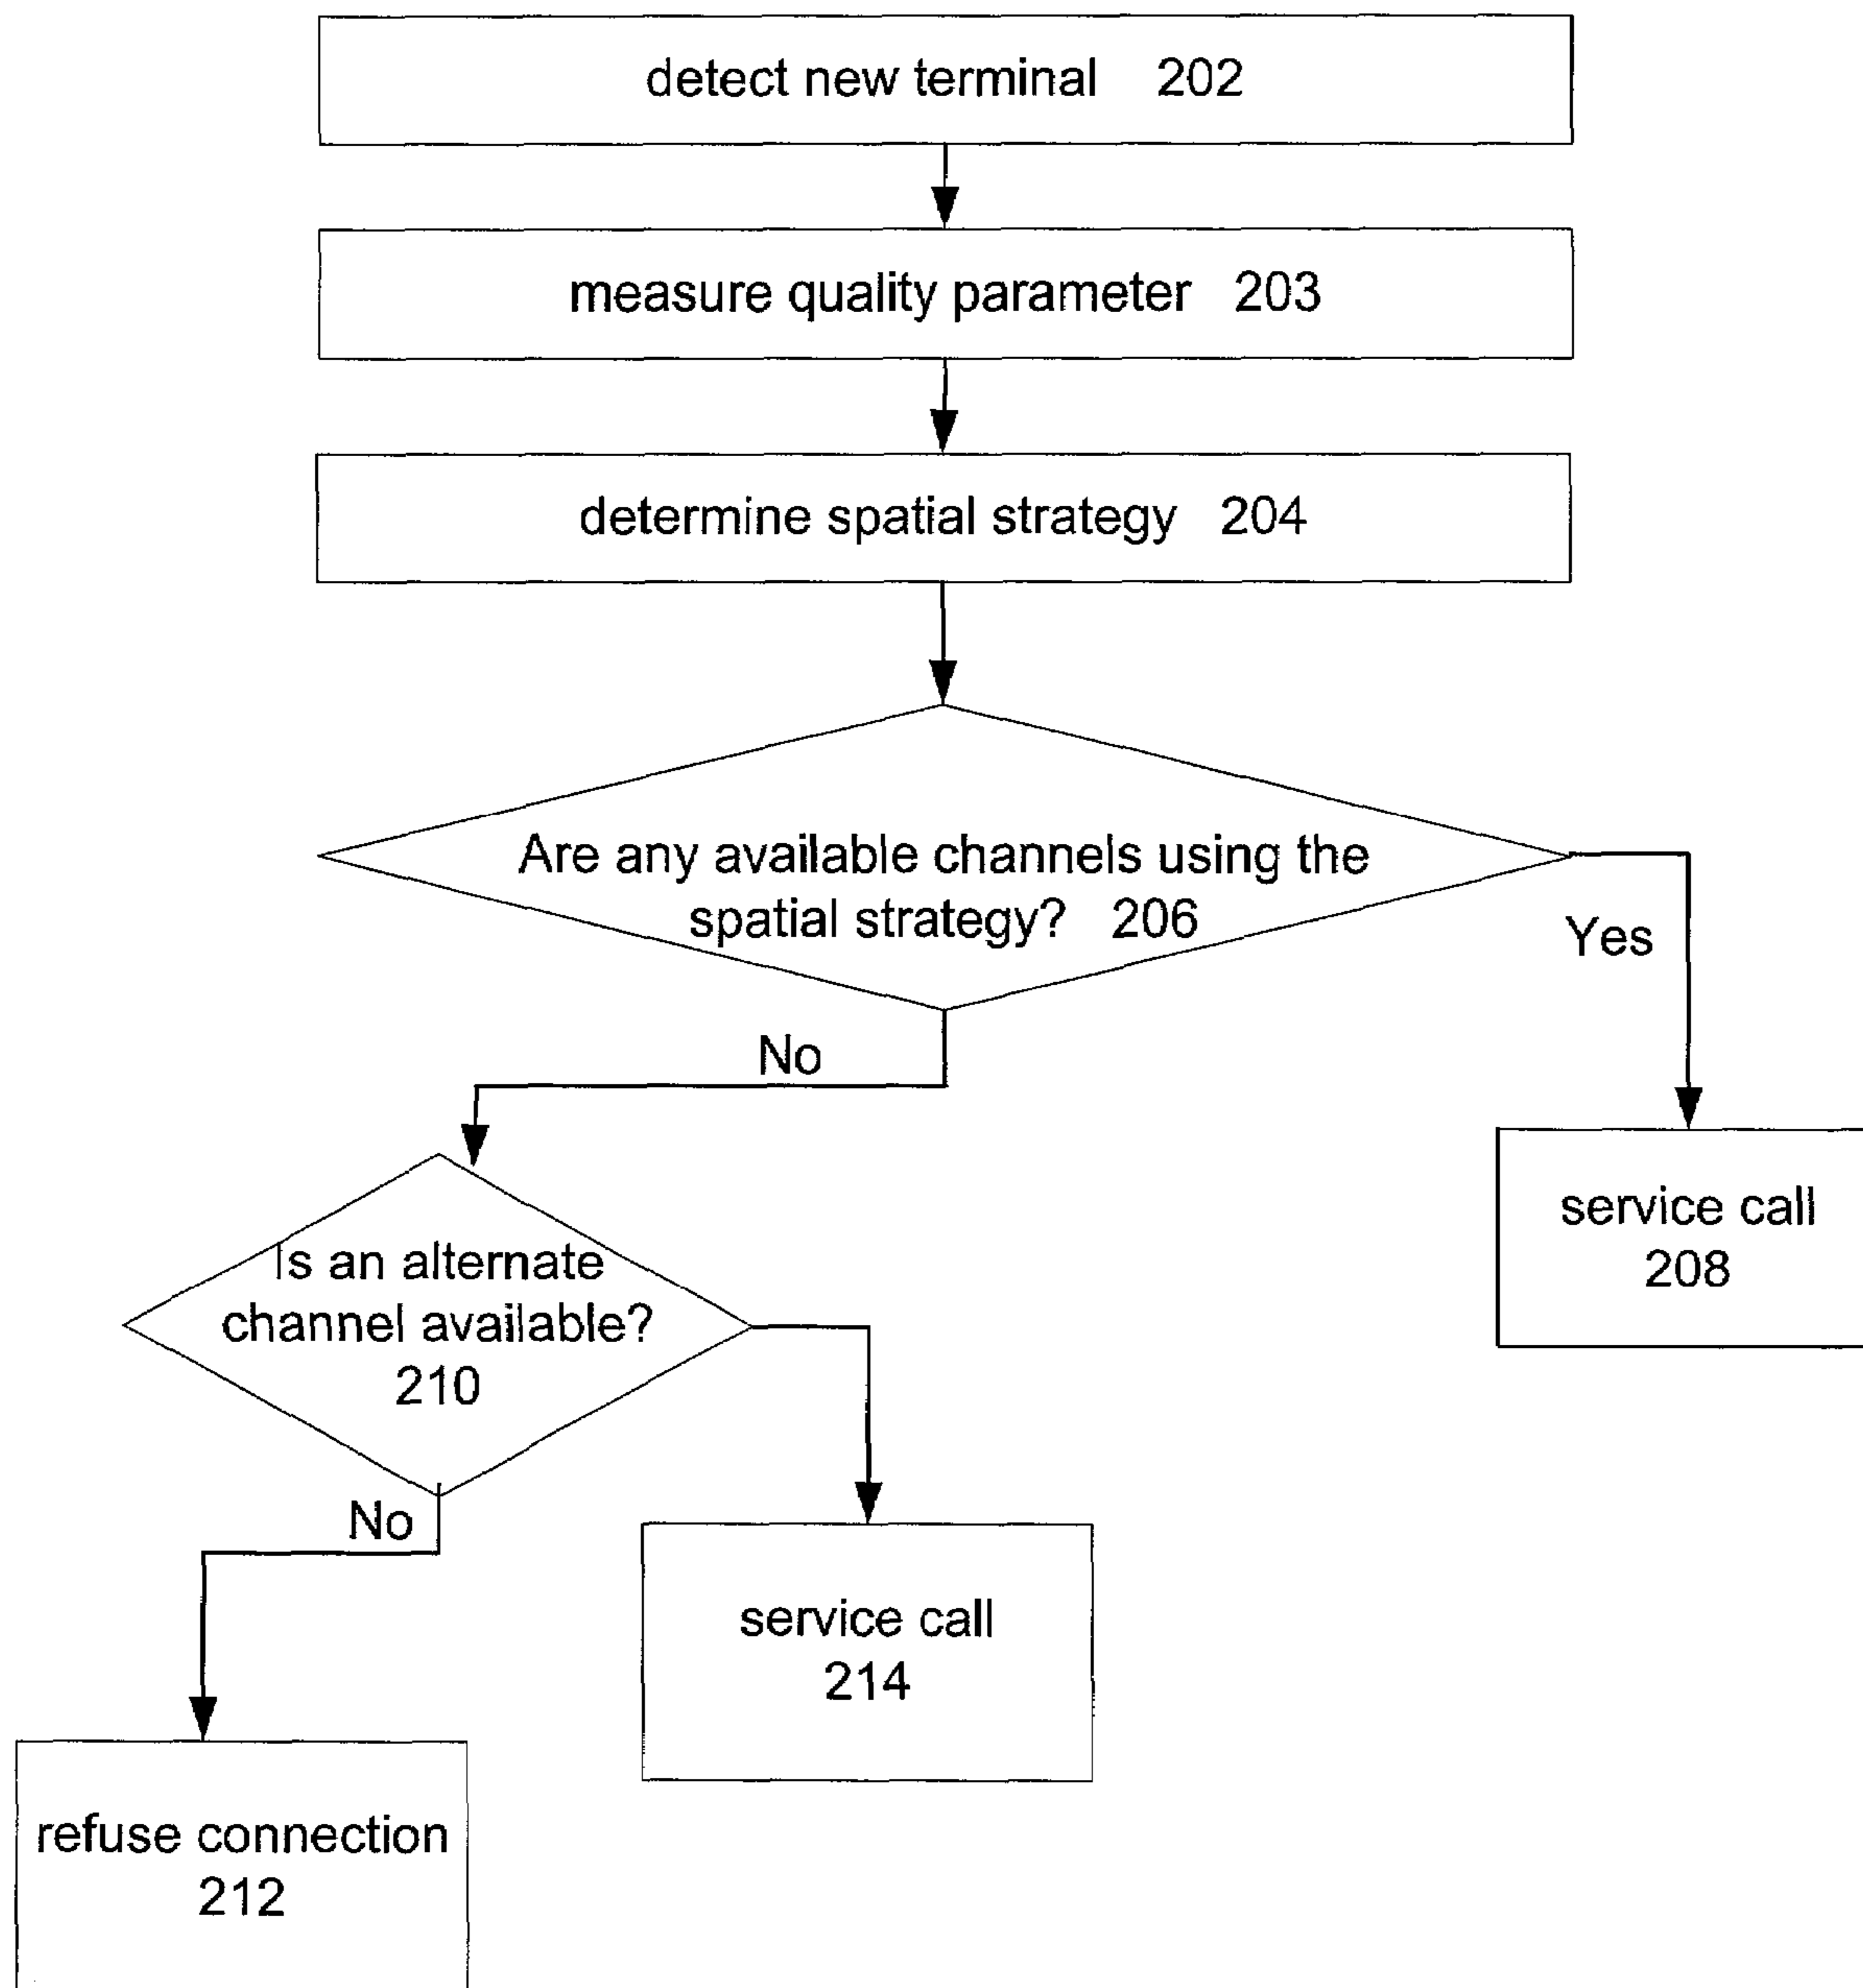 detect new terminal 202
measure quality parameter 203
determine spatial strategy 204
Are any available channels using the
spatial strategy? 206
Yes
No
service call
208
Is an alternate
channel available?
210
No
service call
214
refuse connection
212